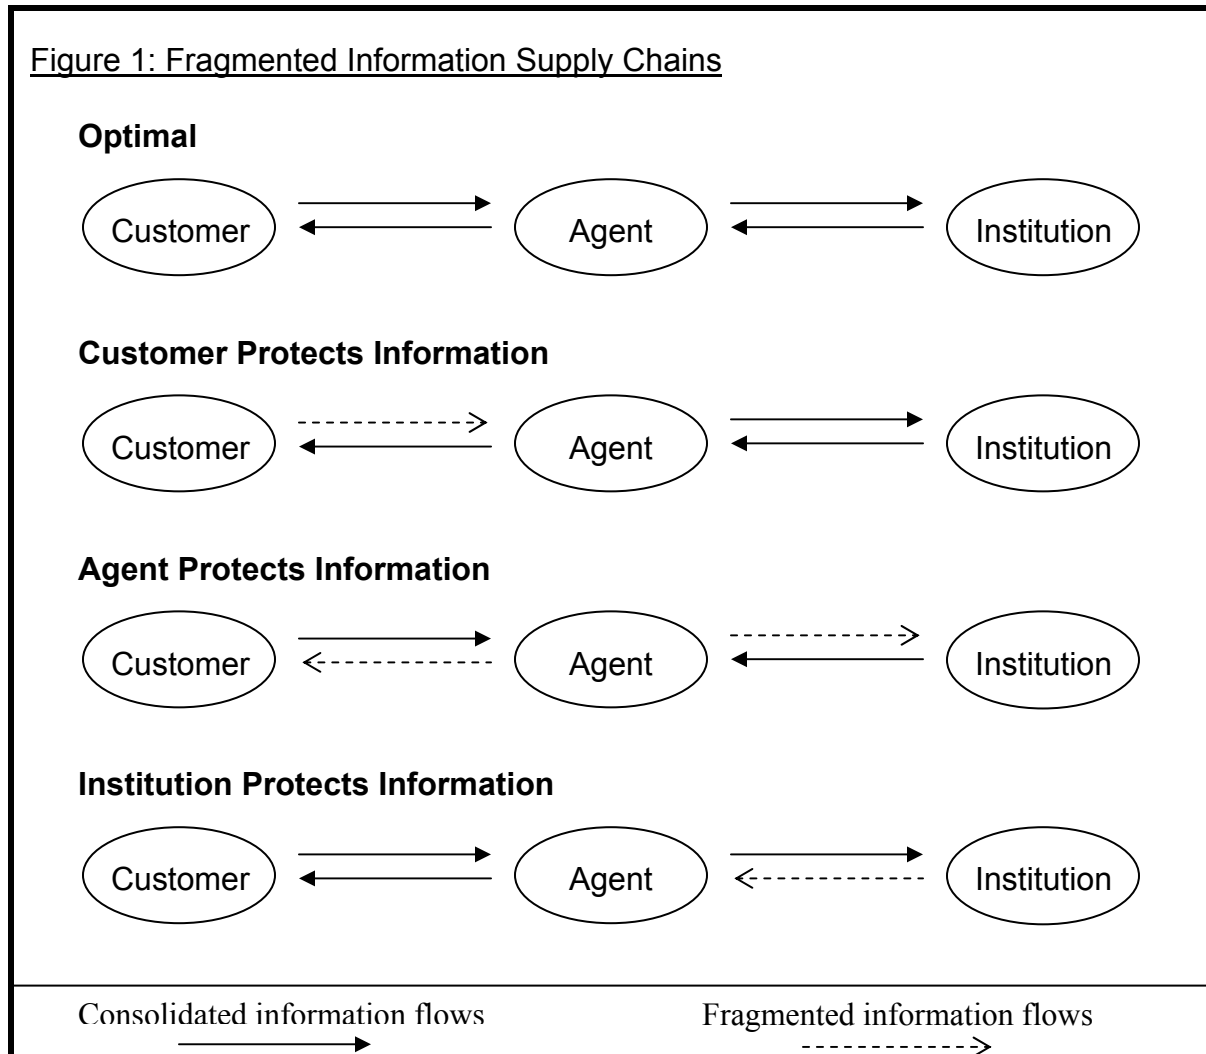 Figure 1: Fragmented Information Supply Chains
Optimal
Customer Agent Institution
Customer Protects Information
Customer Agent Institution
Agent Protects Information
Customer Agent Institution
Institution Protects Information
Customer Agent Institution
Consolidated information flows Fragmented information flows